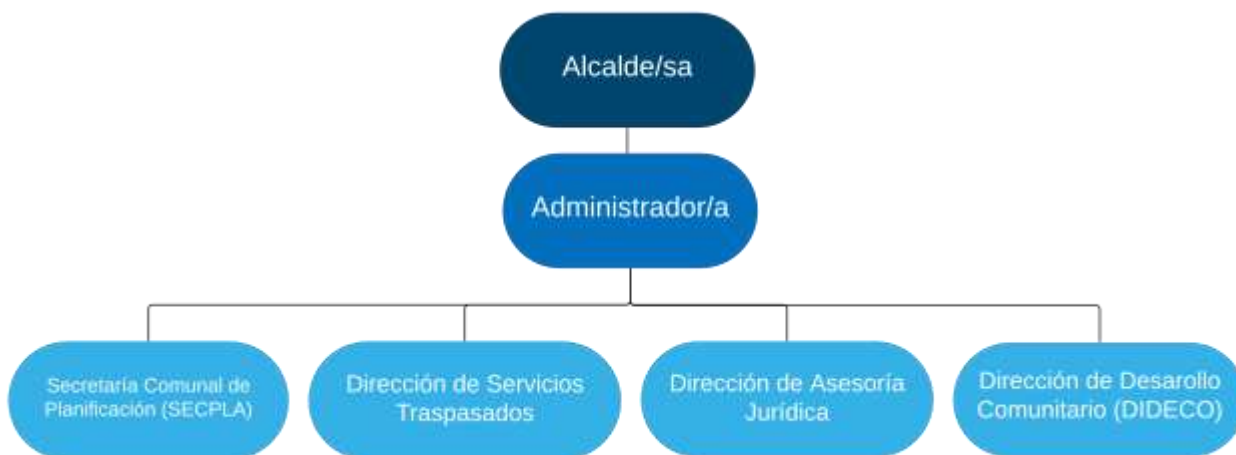 Alcalde/sa
Administrador/a
Secretaría Comunal de
Planificación (SECPLA)
Dirección de Servicios
Traspasados
Dirección de Asesoría
Jurídica
Dirección de Desarollo
Comunitario (DIDECO)